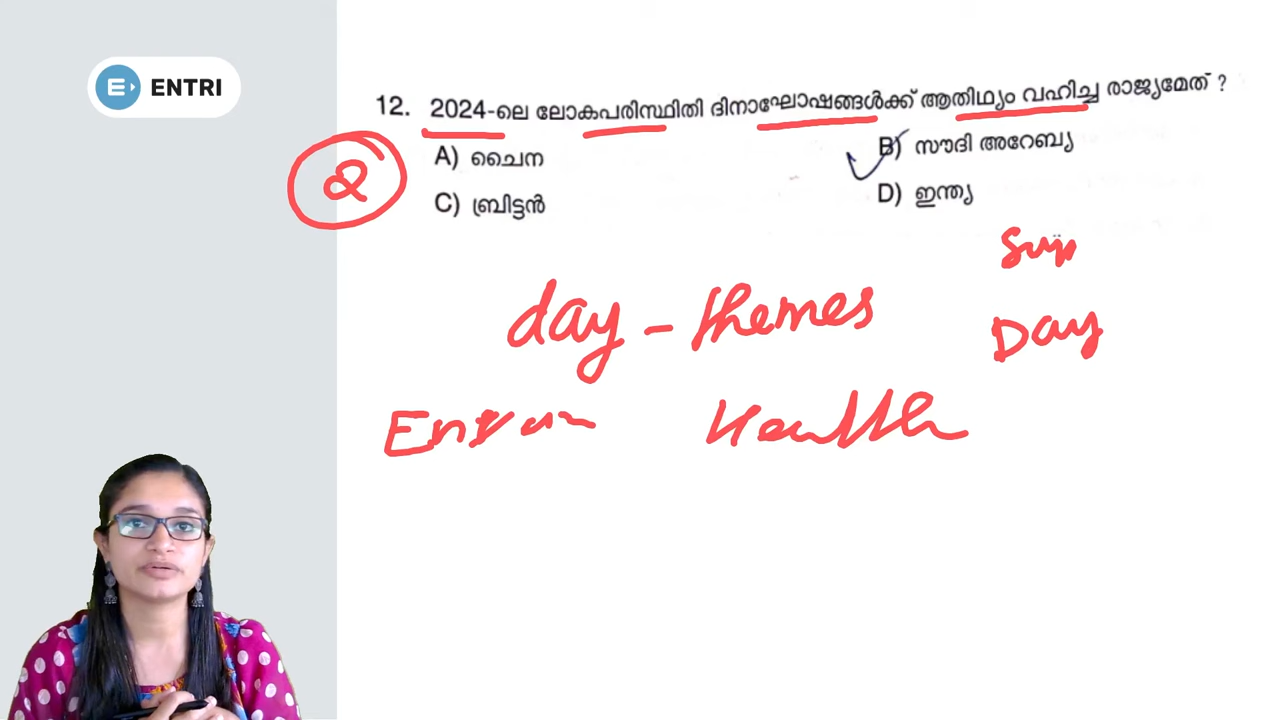 ENTRI
12. 2024-ലെ ലോകപരിസ്ഥിതി ദിനാഘോഷങ്ങൾക്ക് ആതിഥ്യം വഹിച്ച രാജ്യമേത് ?
A) ചൈന
B) സൗദി അറേബ്യ
C) ബ്രിട്ടൻ
D) ഇന്ത്യ
day - themes
Day
Health